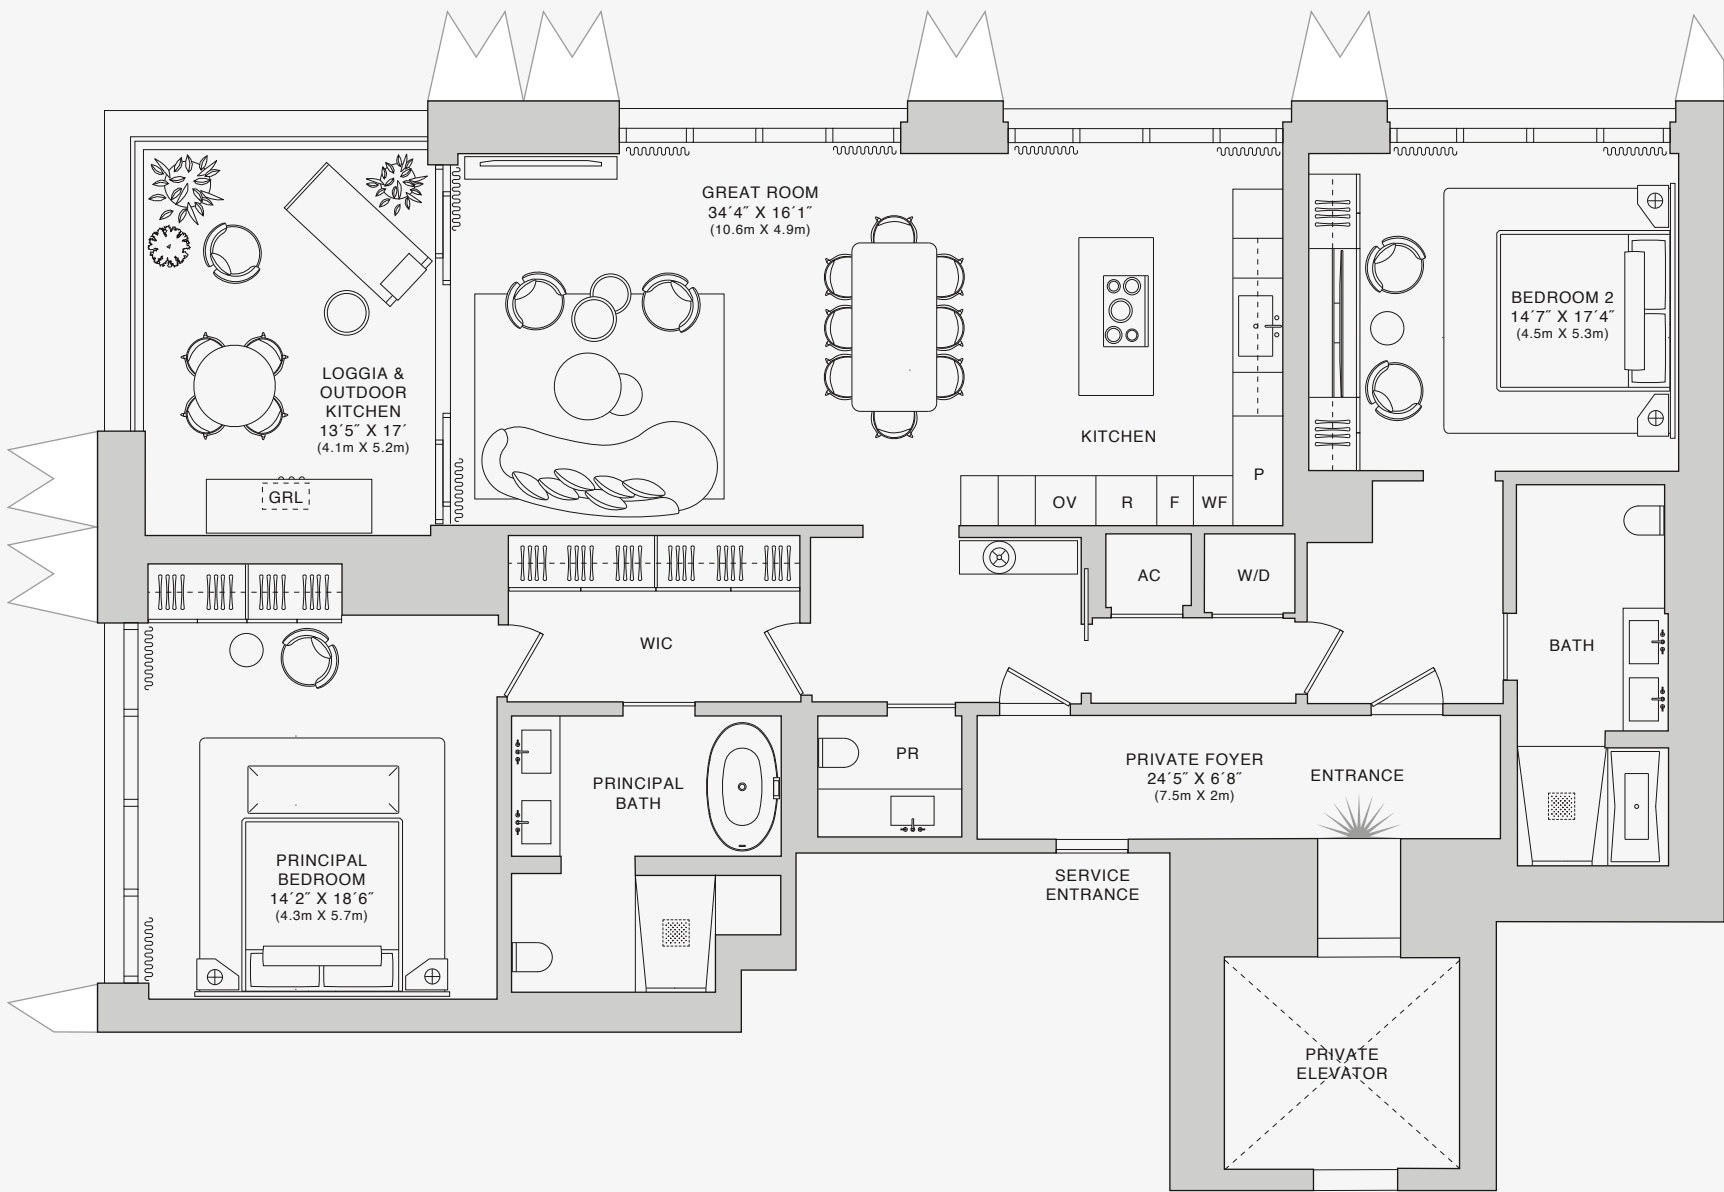 GREAT ROOM
34´4˝ X 16´1˝
(10.6m X 4.9m)
BEDROOM 2
14´7˝ X 17´4˝
(4.5m X 5.3m)
LOGGIA &
OUTDOOR
KITCHEN
13´5˝ X 17´
(4.1m X 5.2m)
GRL
KITCHEN
OV
R
F
WF
P
AC
W/D
WIC
BATH
PRINCIPAL
BATH
PR
PRIVATE FOYER
24´5˝ X 6´8˝
(7.5m X 2m)
ENTRANCE
PRINCIPAL
BEDROOM
14´2˝ X 18´6˝
(4.3m X 5.7m)
SERVICE
ENTRANCE
PRIVATE
ELEVATOR